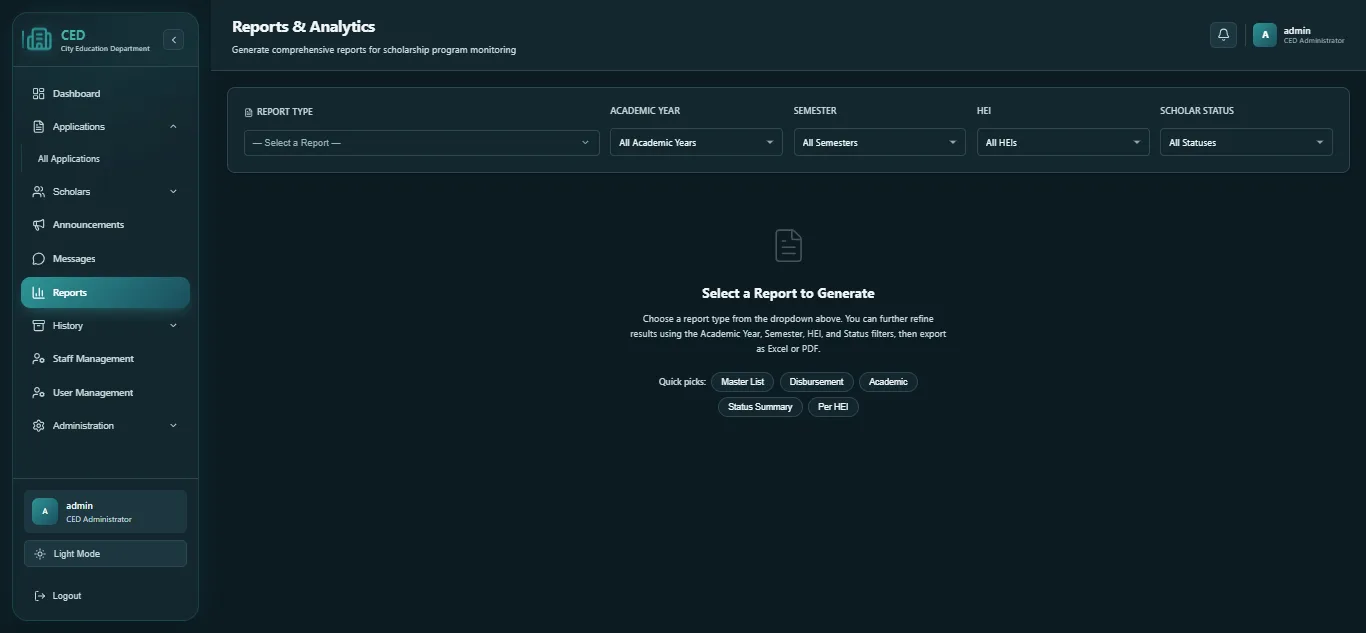 CED
City Education Department
Dashboard
Applications
All Applications
Scholars
Announcements
Messages
Reports
History
Staff Management
User Management
Administration
A
admin
CED Administrator
Light Mode
Logout
Reports & Analytics
Generate comprehensive reports for scholarship program monitoring
A
admin
CED Administrator
REPORT TYPE
— Select a Report —
ACADEMIC YEAR
All Academic Years
SEMESTER
All Semesters
HEI
All HEIs
SCHOLAR STATUS
All Statuses
Select a Report to Generate
Choose a report type from the dropdown above. You can further refine
results using the Academic Year, Semester, HEI, and Status filters, then export
as Excel or PDF.
Quick picks: Master List Disbursement Academic
Status Summary Per HEI